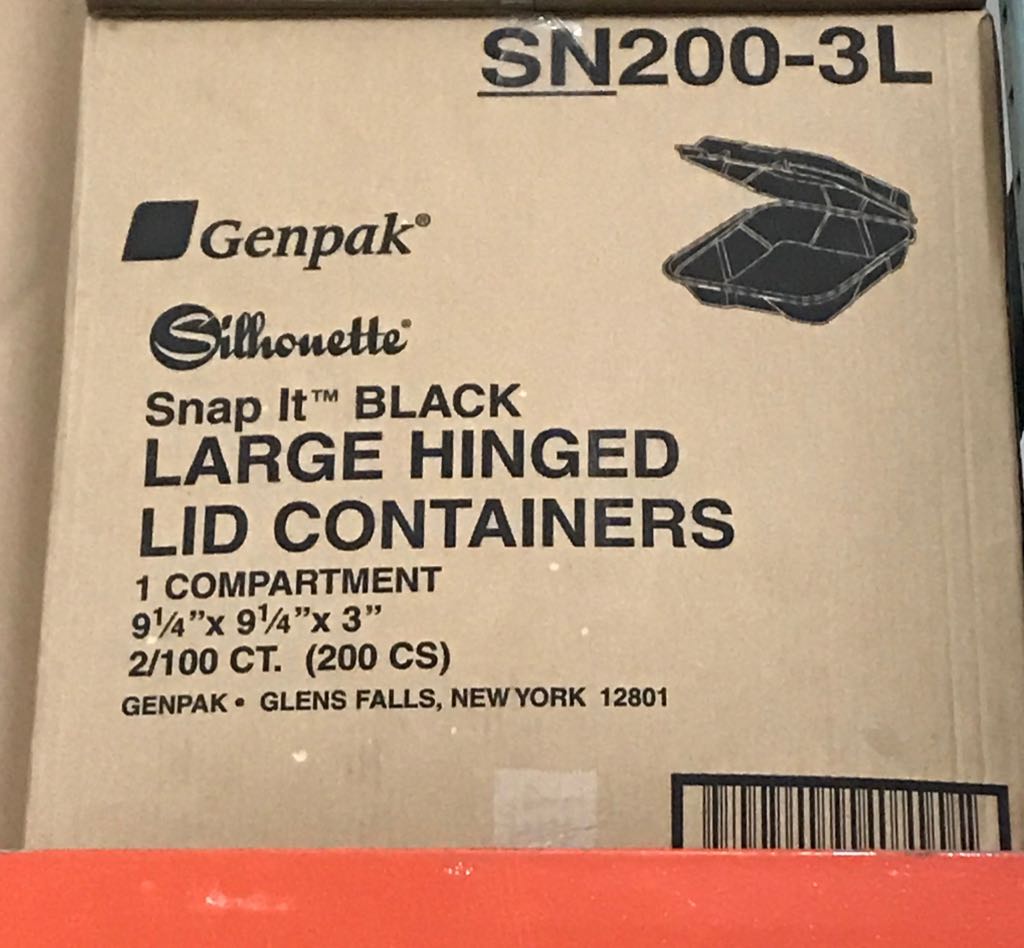 SN200-3L
Genpak®
Silhouette®
Snap It™ BLACK
LARGE HINGED
LID CONTAINERS
1 COMPARTMENT
9¼”x 9¼”x 3”
2/100 CT. (200 CS)
GENPAK • GLENS FALLS, NEW YORK 12801